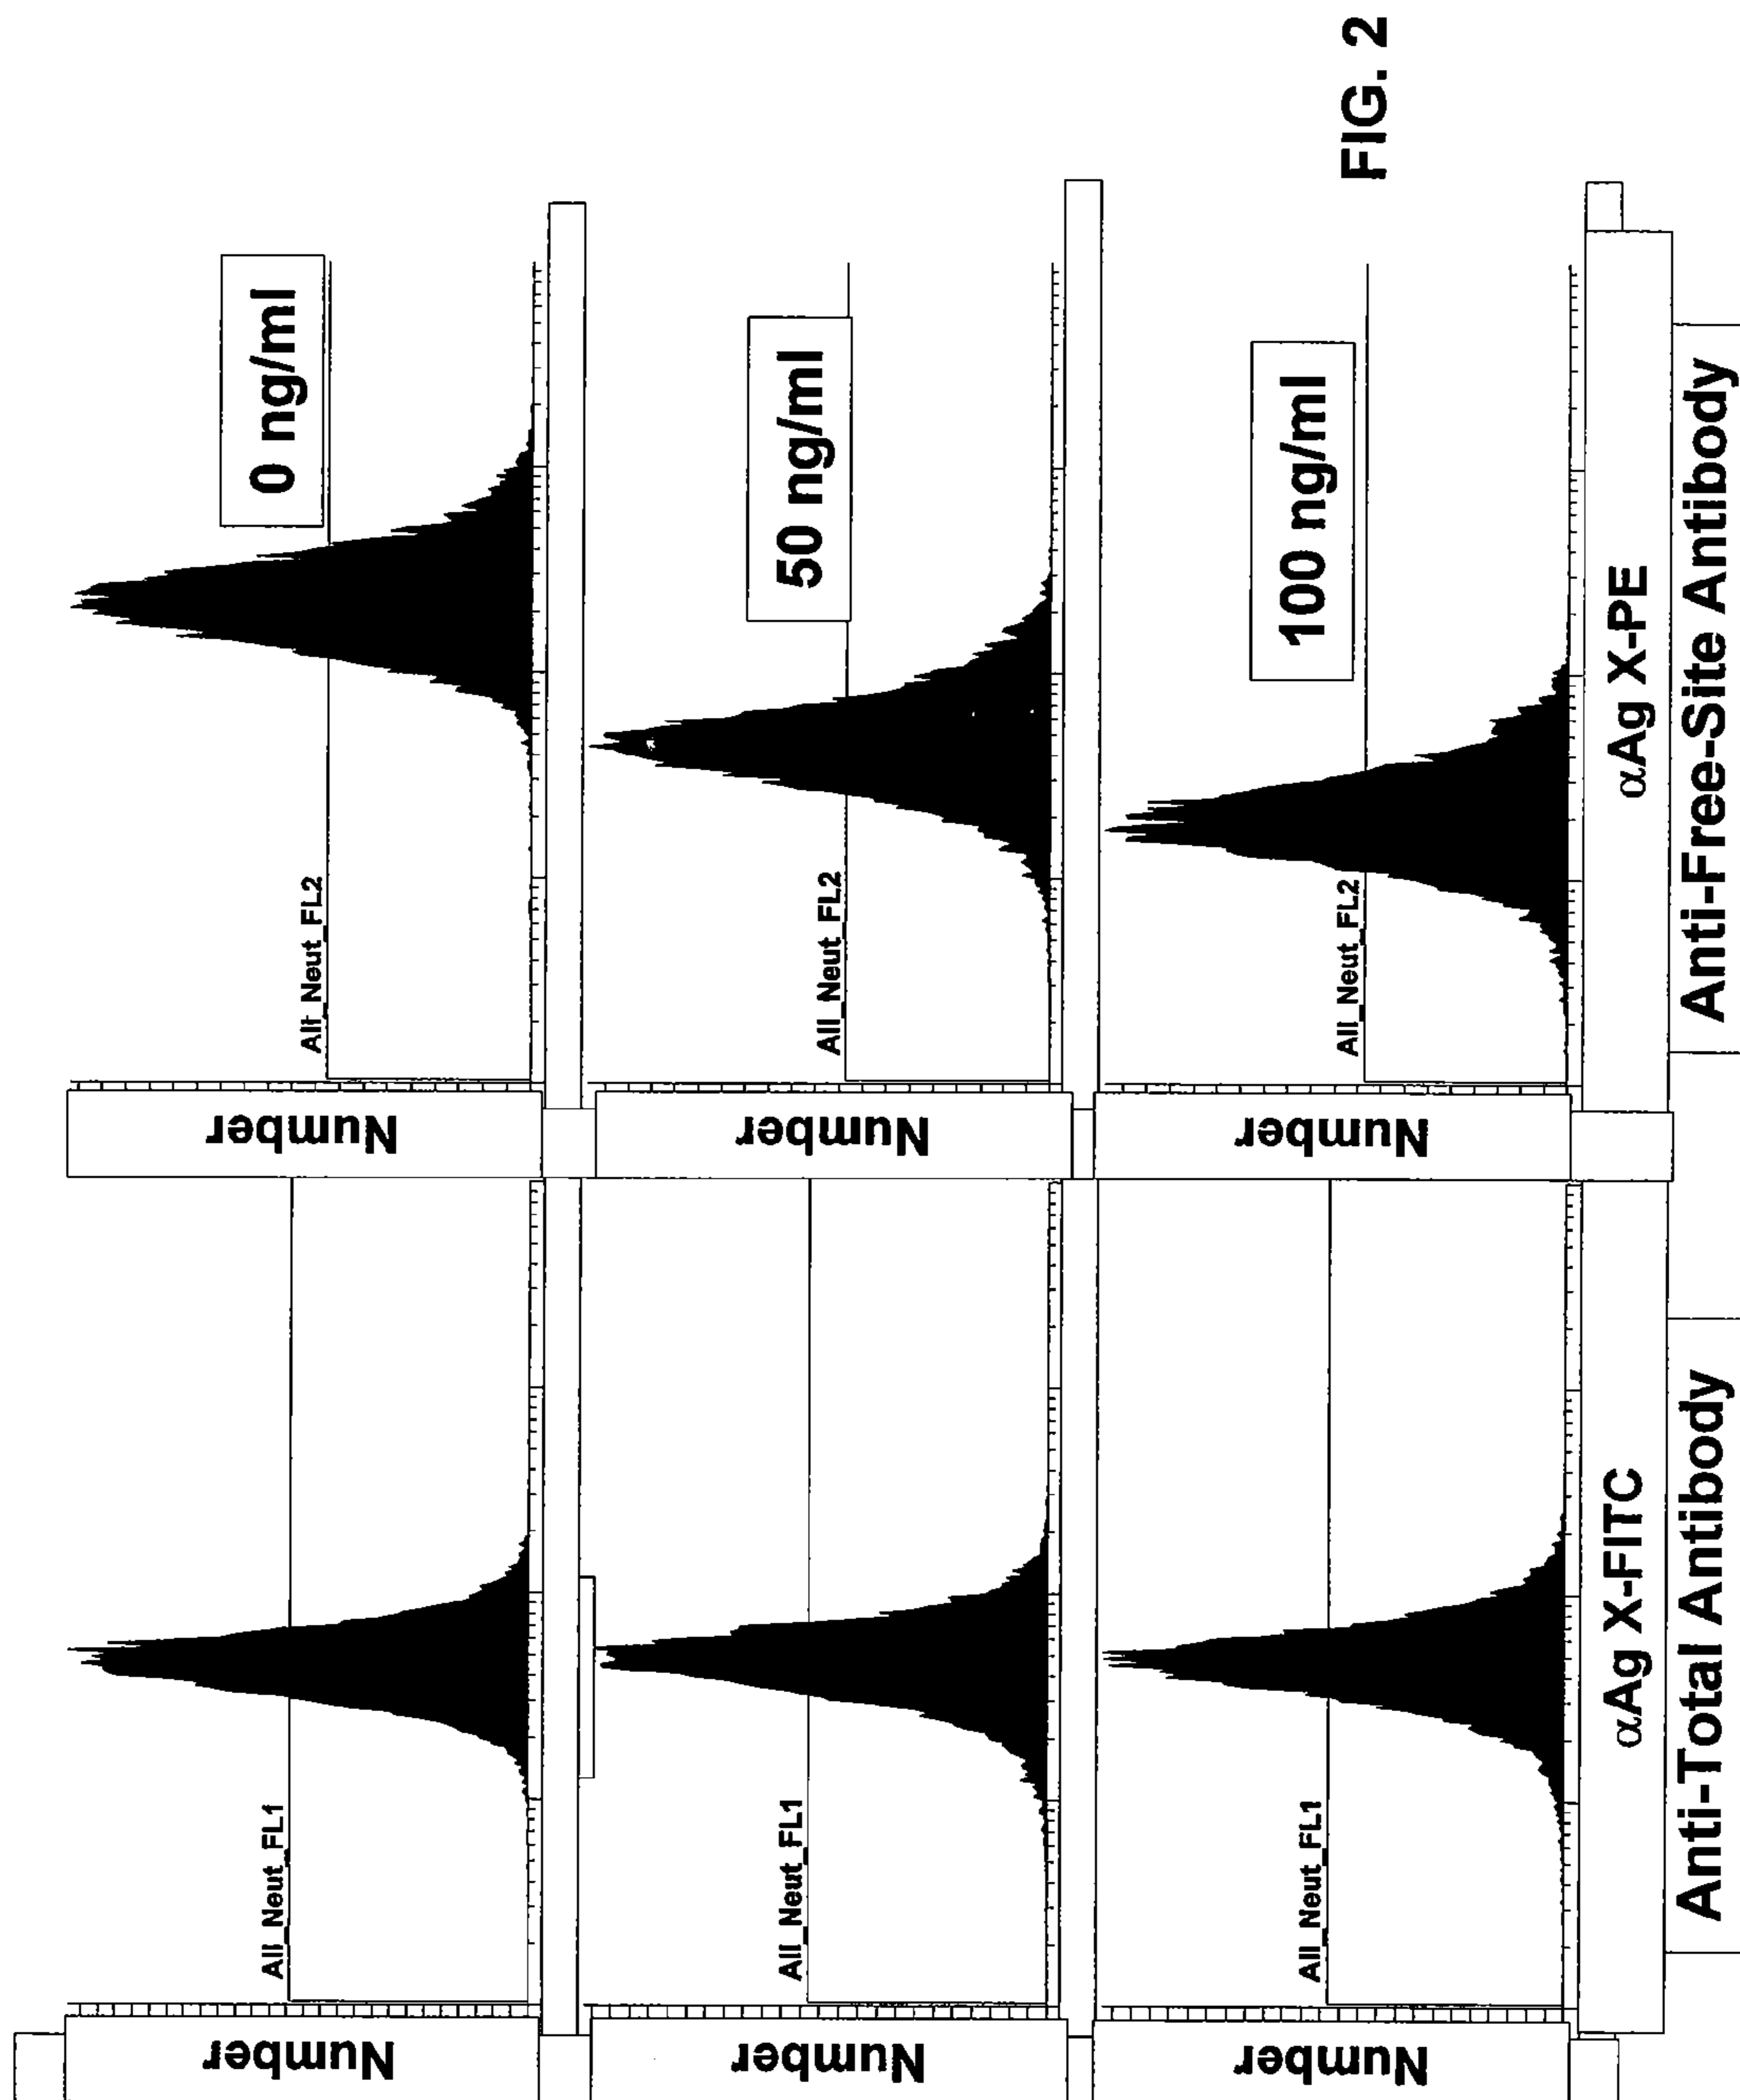 Number
All_Neut_FL1
Number
All_Neut_FL2
0 ng/ml
Number
All_Neut_FL1
Number
All_Neut_FL2
50 ng/ml
Number
All_Neut_FL1
Number
All_Neut_FL2
100 ng/ml
αAg X-FITC
αAg X-PE
Anti-Total Antibody
Anti-Free-Site Antibody
FIG. 2